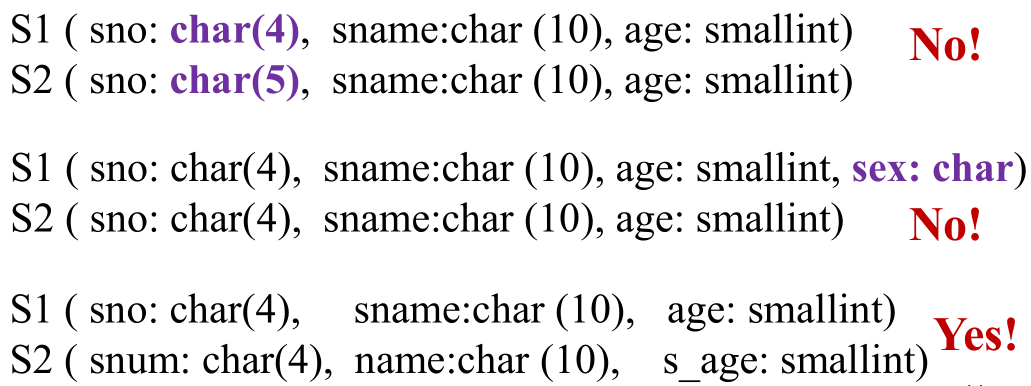 S1 ( sno: char(4),  sname:char (10), age: smallint)
No!
S2 ( sno: char(5),  sname:char (10), age: smallint)
S1 ( sno: char(4),  sname:char (10), age: smallint, sex: char)
S2 ( sno: char(4),  sname:char (10), age: smallint)
No!
S1 ( sno: char(4),    sname:char (10),   age: smallint)
Yes!
S2 ( snum: char(4),  name:char (10),    s_age: smallint)